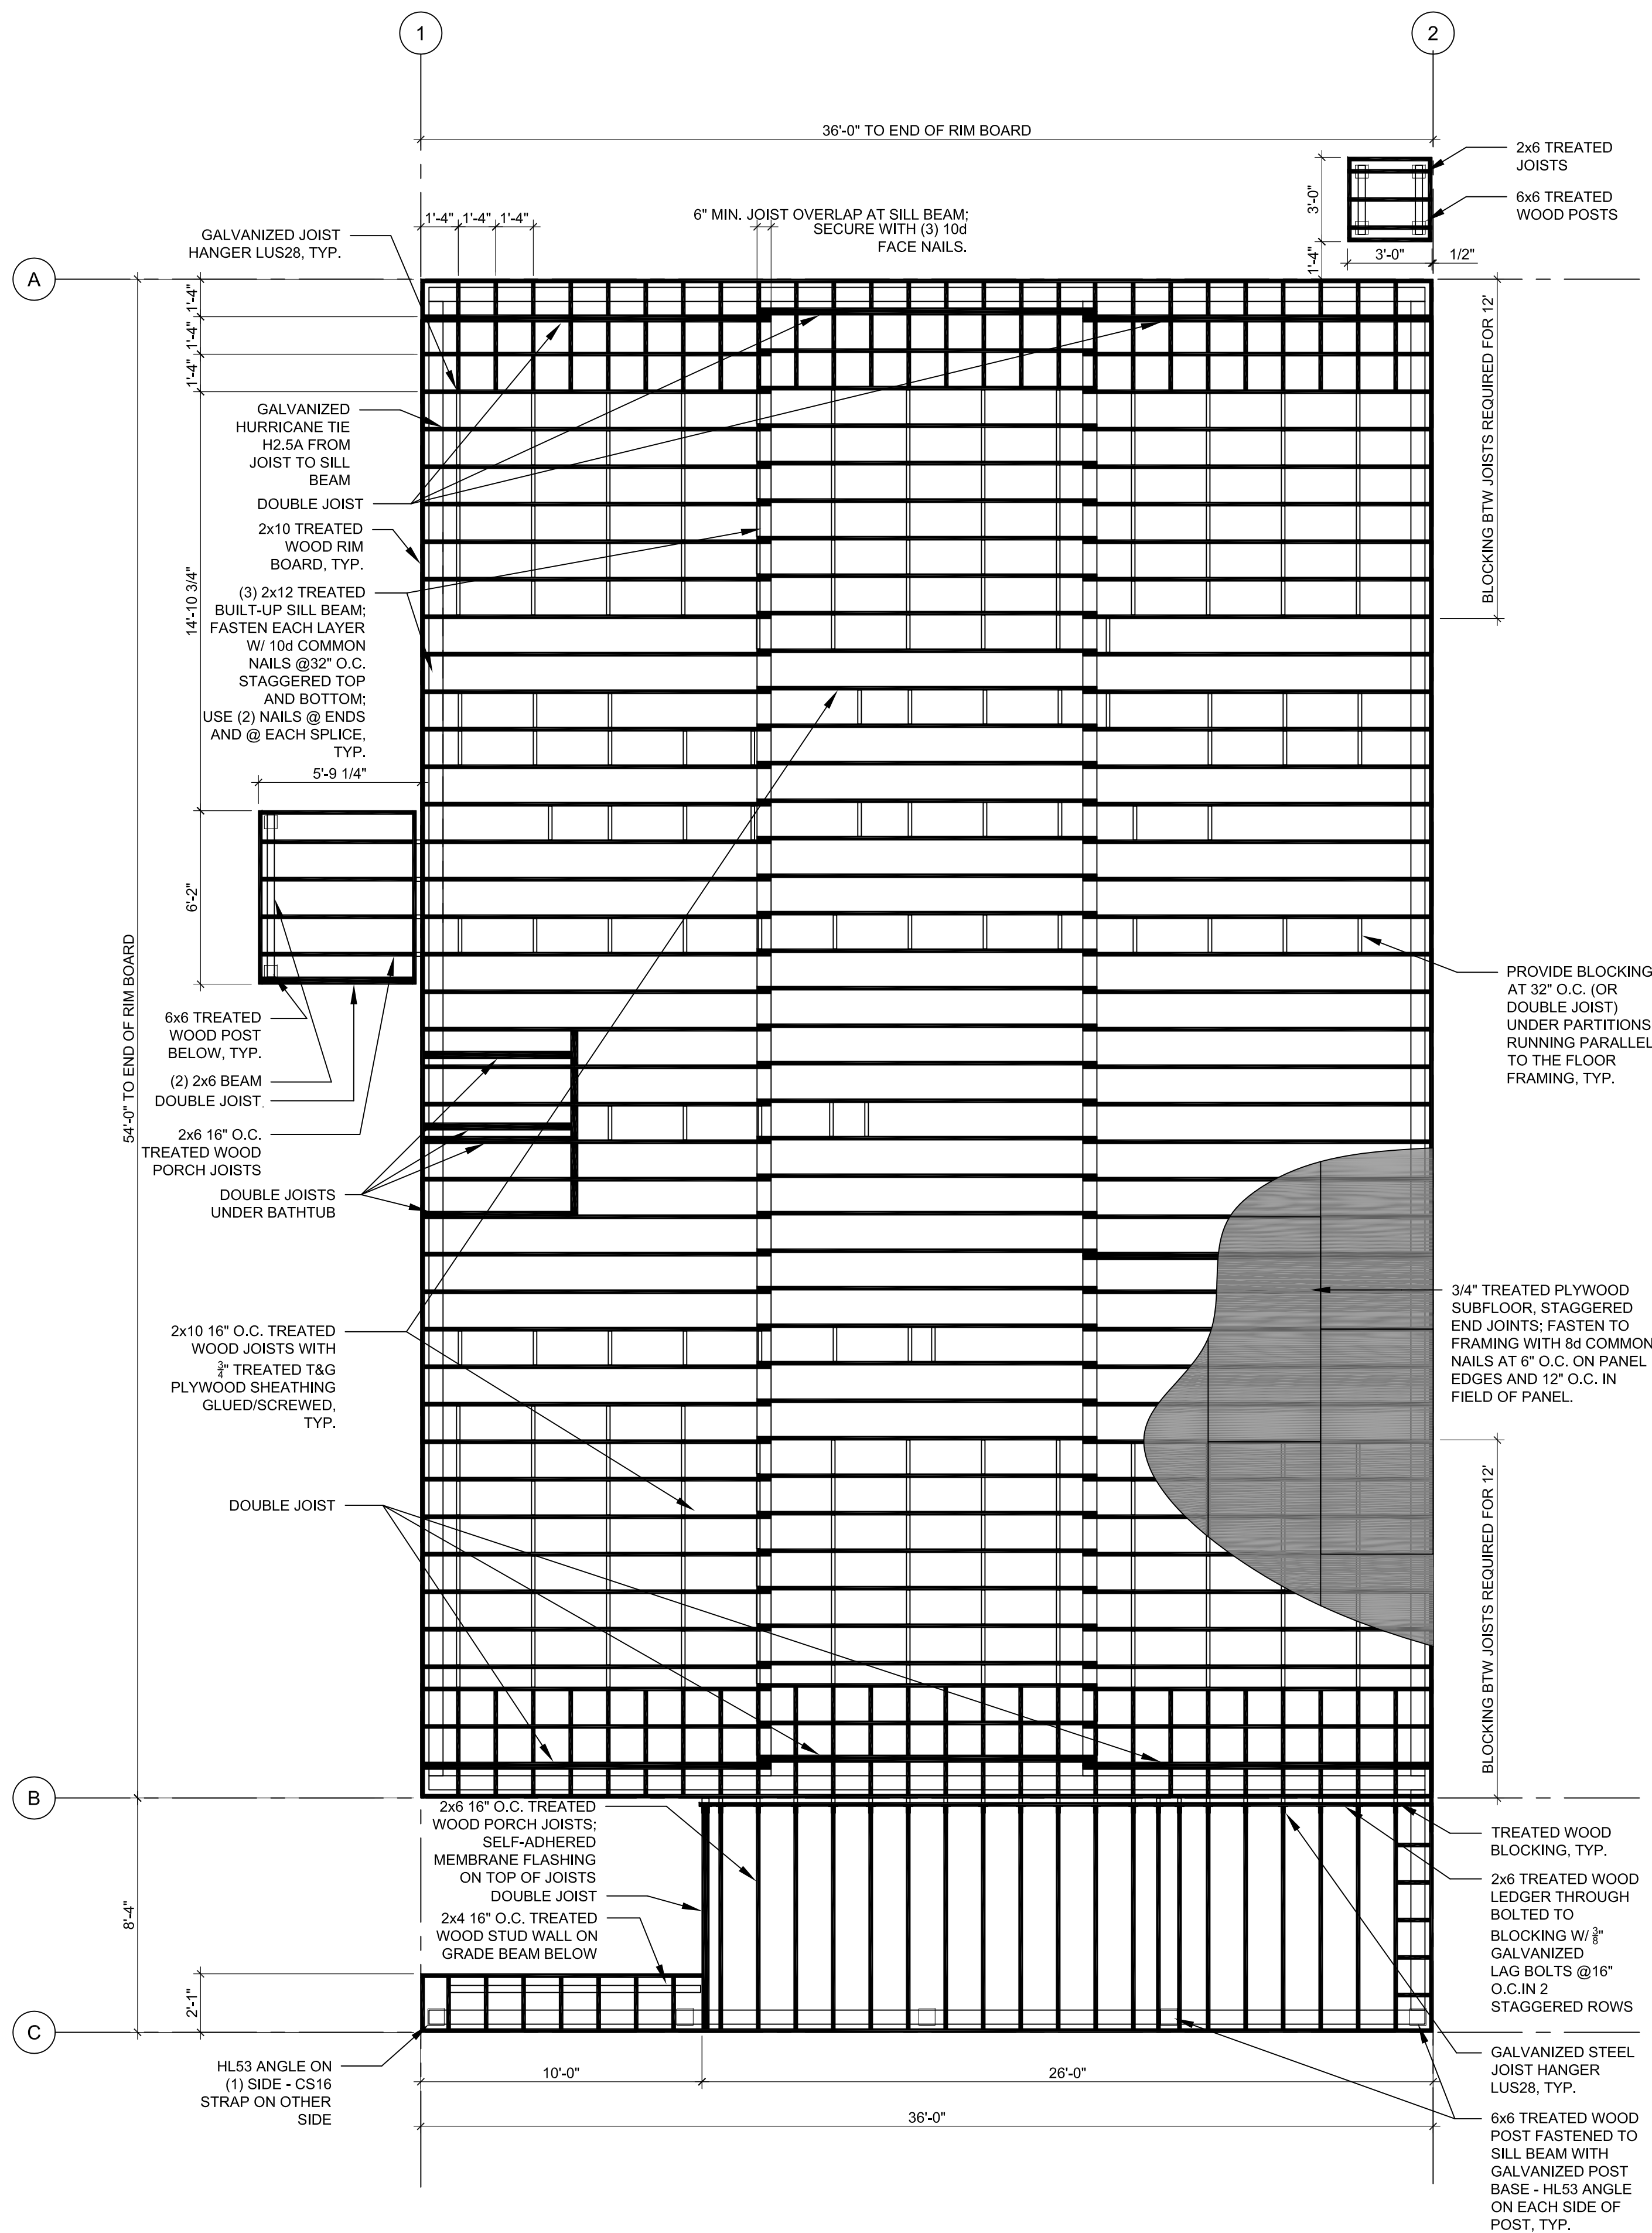 1
2
36'-0" TO END OF RIM BOARD
2x6 TREATED
JOISTS
6x6 TREATED
WOOD POSTS
3'-0"
3'-0"
1/2"
1'-4"
1'-4"
1'-4"
1'-4"
6" MIN. JOIST OVERLAP AT SILL BEAM;
SECURE WITH (3) 10d
FACE NAILS.
GALVANIZED JOIST
HANGER LUS28, TYP.
A
1'-4"
1'-4"
1'-4"
BLOCKING BTW JOISTS REQUIRED FOR 12'
GALVANIZED
HURRICANE TIE
H2.5A FROM
JOIST TO SILL
BEAM
DOUBLE JOIST
2x10 TREATED
WOOD RIM
BOARD, TYP.
14'-10 3/4"
(3) 2x12 TREATED
BUILT-UP SILL BEAM;
FASTEN EACH LAYER
W/ 10d COMMON
NAILS @32" O.C.
STAGGERED TOP
AND BOTTOM;
USE (2) NAILS @ ENDS
AND @ EACH SPLICE,
TYP.
5'-9 1/4"
6'-2"
54'-0" TO END OF RIM BOARD
6x6 TREATED
WOOD POST
BELOW, TYP.
(2) 2x6 BEAM
DOUBLE JOIST
2x6 16" O.C.
TREATED WOOD
PORCH JOISTS
DOUBLE JOISTS
UNDER BATHTUB
PROVIDE BLOCKING
AT 32" O.C. (OR
DOUBLE JOIST)
UNDER PARTITIONS
RUNNING PARALLEL
TO THE FLOOR
FRAMING, TYP.
3/4" TREATED PLYWOOD
SUBFLOOR, STAGGERED
END JOINTS; FASTEN TO
FRAMING WITH 8d COMMON
NAILS AT 6" O.C. ON PANEL
EDGES AND 12" O.C. IN
FIELD OF PANEL.
2x10 16" O.C. TREATED
WOOD JOISTS WITH
3/4" TREATED T&G
PLYWOOD SHEATHING
GLUED/SCREWED,
TYP.
DOUBLE JOIST
BLOCKING BTW JOISTS REQUIRED FOR 12'
B
2x6 16" O.C. TREATED
WOOD PORCH JOISTS;
SELF-ADHERED
MEMBRANE FLASHING
ON TOP OF JOISTS
DOUBLE JOIST
2x4 16" O.C. TREATED
WOOD STUD WALL ON
GRADE BEAM BELOW
8'-4"
2'-1"
C
TREATED WOOD
BLOCKING, TYP.
2x6 TREATED WOOD
LEDGER THROUGH
BOLTED TO
BLOCKING W/ 3/8"
GALVANIZED
LAG BOLTS @16"
O.C.IN 2
STAGGERED ROWS
GALVANIZED STEEL
JOIST HANGER
LUS28, TYP.
6x6 TREATED WOOD
POST FASTENED TO
SILL BEAM WITH
GALVANIZED POST
BASE - HL53 ANGLE
ON EACH SIDE OF
POST, TYP.
HL53 ANGLE ON
(1) SIDE - CS16
STRAP ON OTHER
SIDE
10'-0"
26'-0"
36'-0"